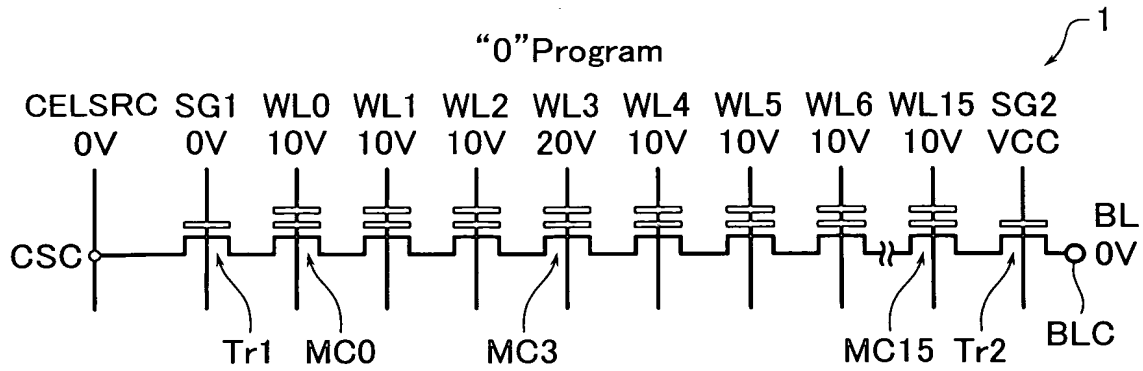 1
“0”Program
CELSRC SG1 WL0 WL1 WL2 WL3 WL4 WL5 WL6 WL15 SG2
0V 0V 10V 10V 10V 20V 10V 10V 10V 10V VCC
BL
CSC 0V
Tr1 MC0 MC3 MC15 Tr2 BLC